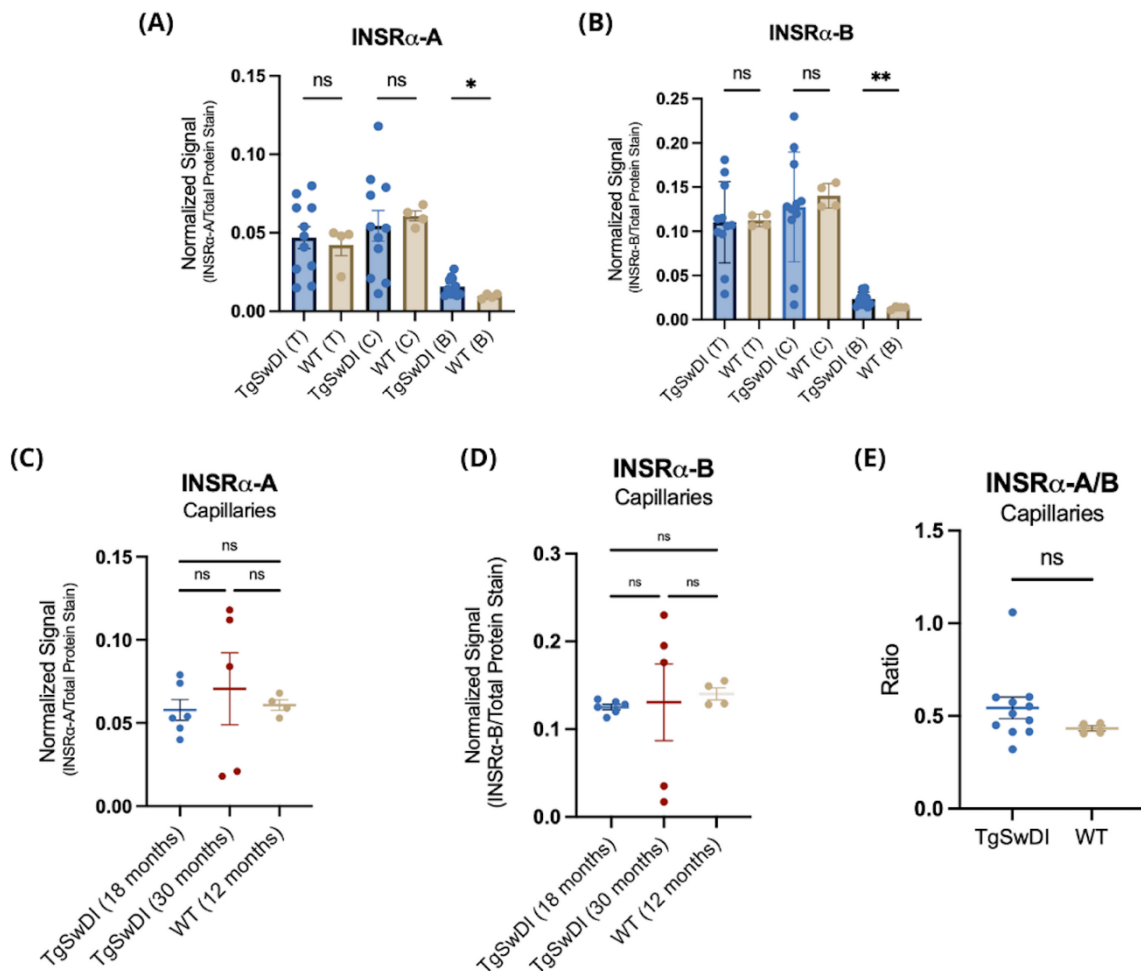 (A)
INSRα-A
Normalized Signal
(INSRα-A/Total Protein Stain)
0.15
0.10
0.05
0.00
ns
ns
*
TgSwDI (T)
WT (T)
TgSwDI (C)
WT (C)
TgSwDI (B)
WT (B)
(B)
INSRα-B
Normalized Signal
(INSRα-B/Total Protein Stain)
0.25
0.20
0.15
0.10
0.05
0.00
ns
ns
**
TgSwDI (T)
WT (T)
TgSwDI (C)
WT (C)
TgSwDI (B)
WT (B)
(C)
INSRα-A
Capillaries
Normalized Signal
(INSRα-A/Total Protein Stain)
0.15
0.10
0.05
0.00
ns
ns
ns
TgSwDI (18 months)
TgSwDI (30 months)
WT (12 months)
(D)
INSRα-B
Capillaries
Normalized Signal
(INSRα-B/Total Protein Stain)
0.3
0.2
0.1
0.0
ns
ns
ns
TgSwDI (18 months)
TgSwDI (30 months)
WT (12 months)
(E)
INSRα-A/B
Capillaries
Ratio
1.5
1.0
0.5
0.0
ns
TgSwDI
WT